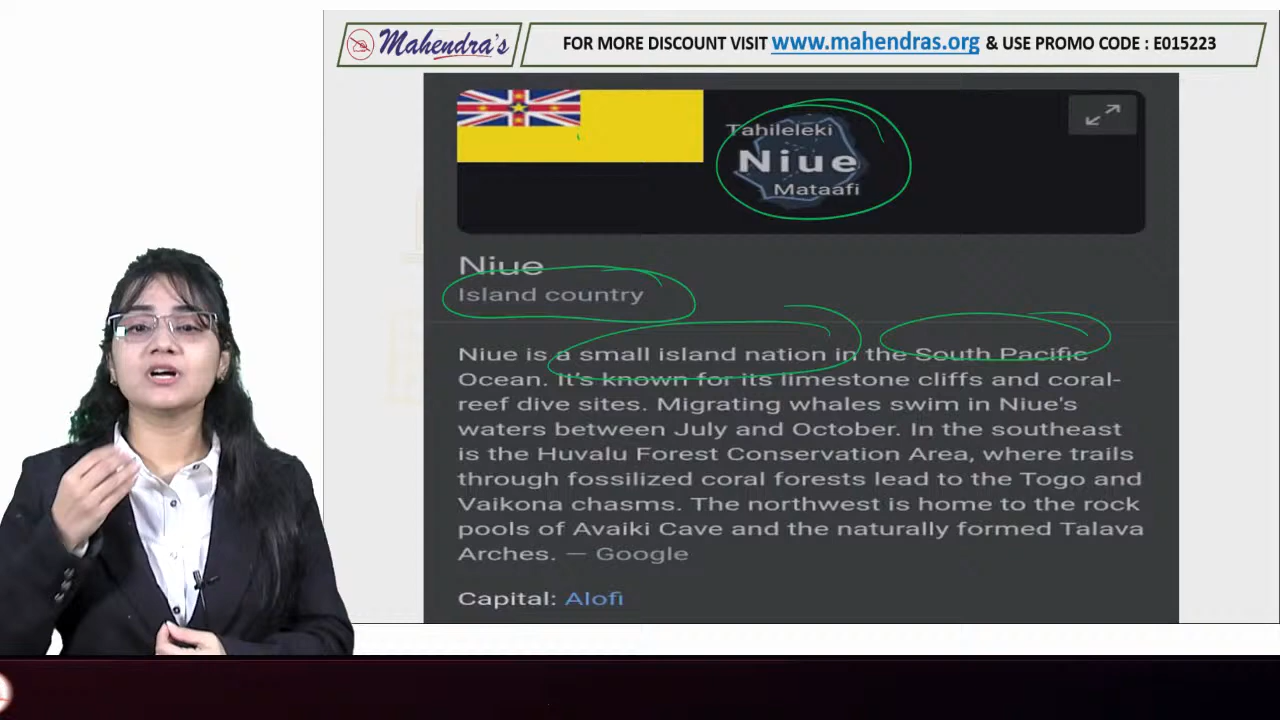 Mahendra's
FOR MORE DISCOUNT VISIT www.mahendras.org & USE PROMO CODE : E015223
Tahileleki
Niue
Mataafi
Niue
Island country
Niue is a small island nation in the South Pacific
Ocean. It's known for its limestone cliffs and coral-
reef dive sites. Migrating whales swim in Niue's
waters between July and October. In the southeast
is the Huvalu Forest Conservation Area, where trails
through fossilized coral forests lead to the Togo and
Vaikona chasms. The northwest is home to the rock
pools of Avaiki Cave and the naturally formed Talava
Arches. — Google
Capital: Alofi